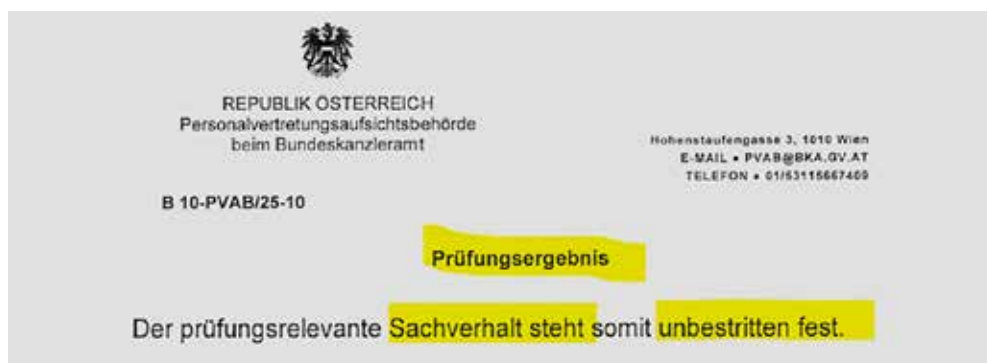 REPUBLIK ÖSTERREICH
Personalvertretungsaufsichtsbehörde
beim Bundeskanzleramt
Hohenstaufengasse 3, 1010 Wien
E-MAIL • PVAB@BKA.GV.AT
TELEFON • 01/53115667409
B 10-PVAB/25-10
Prüfungsergebnis
Der prüfungsrelevante Sachverhalt steht somit unbestritten fest.